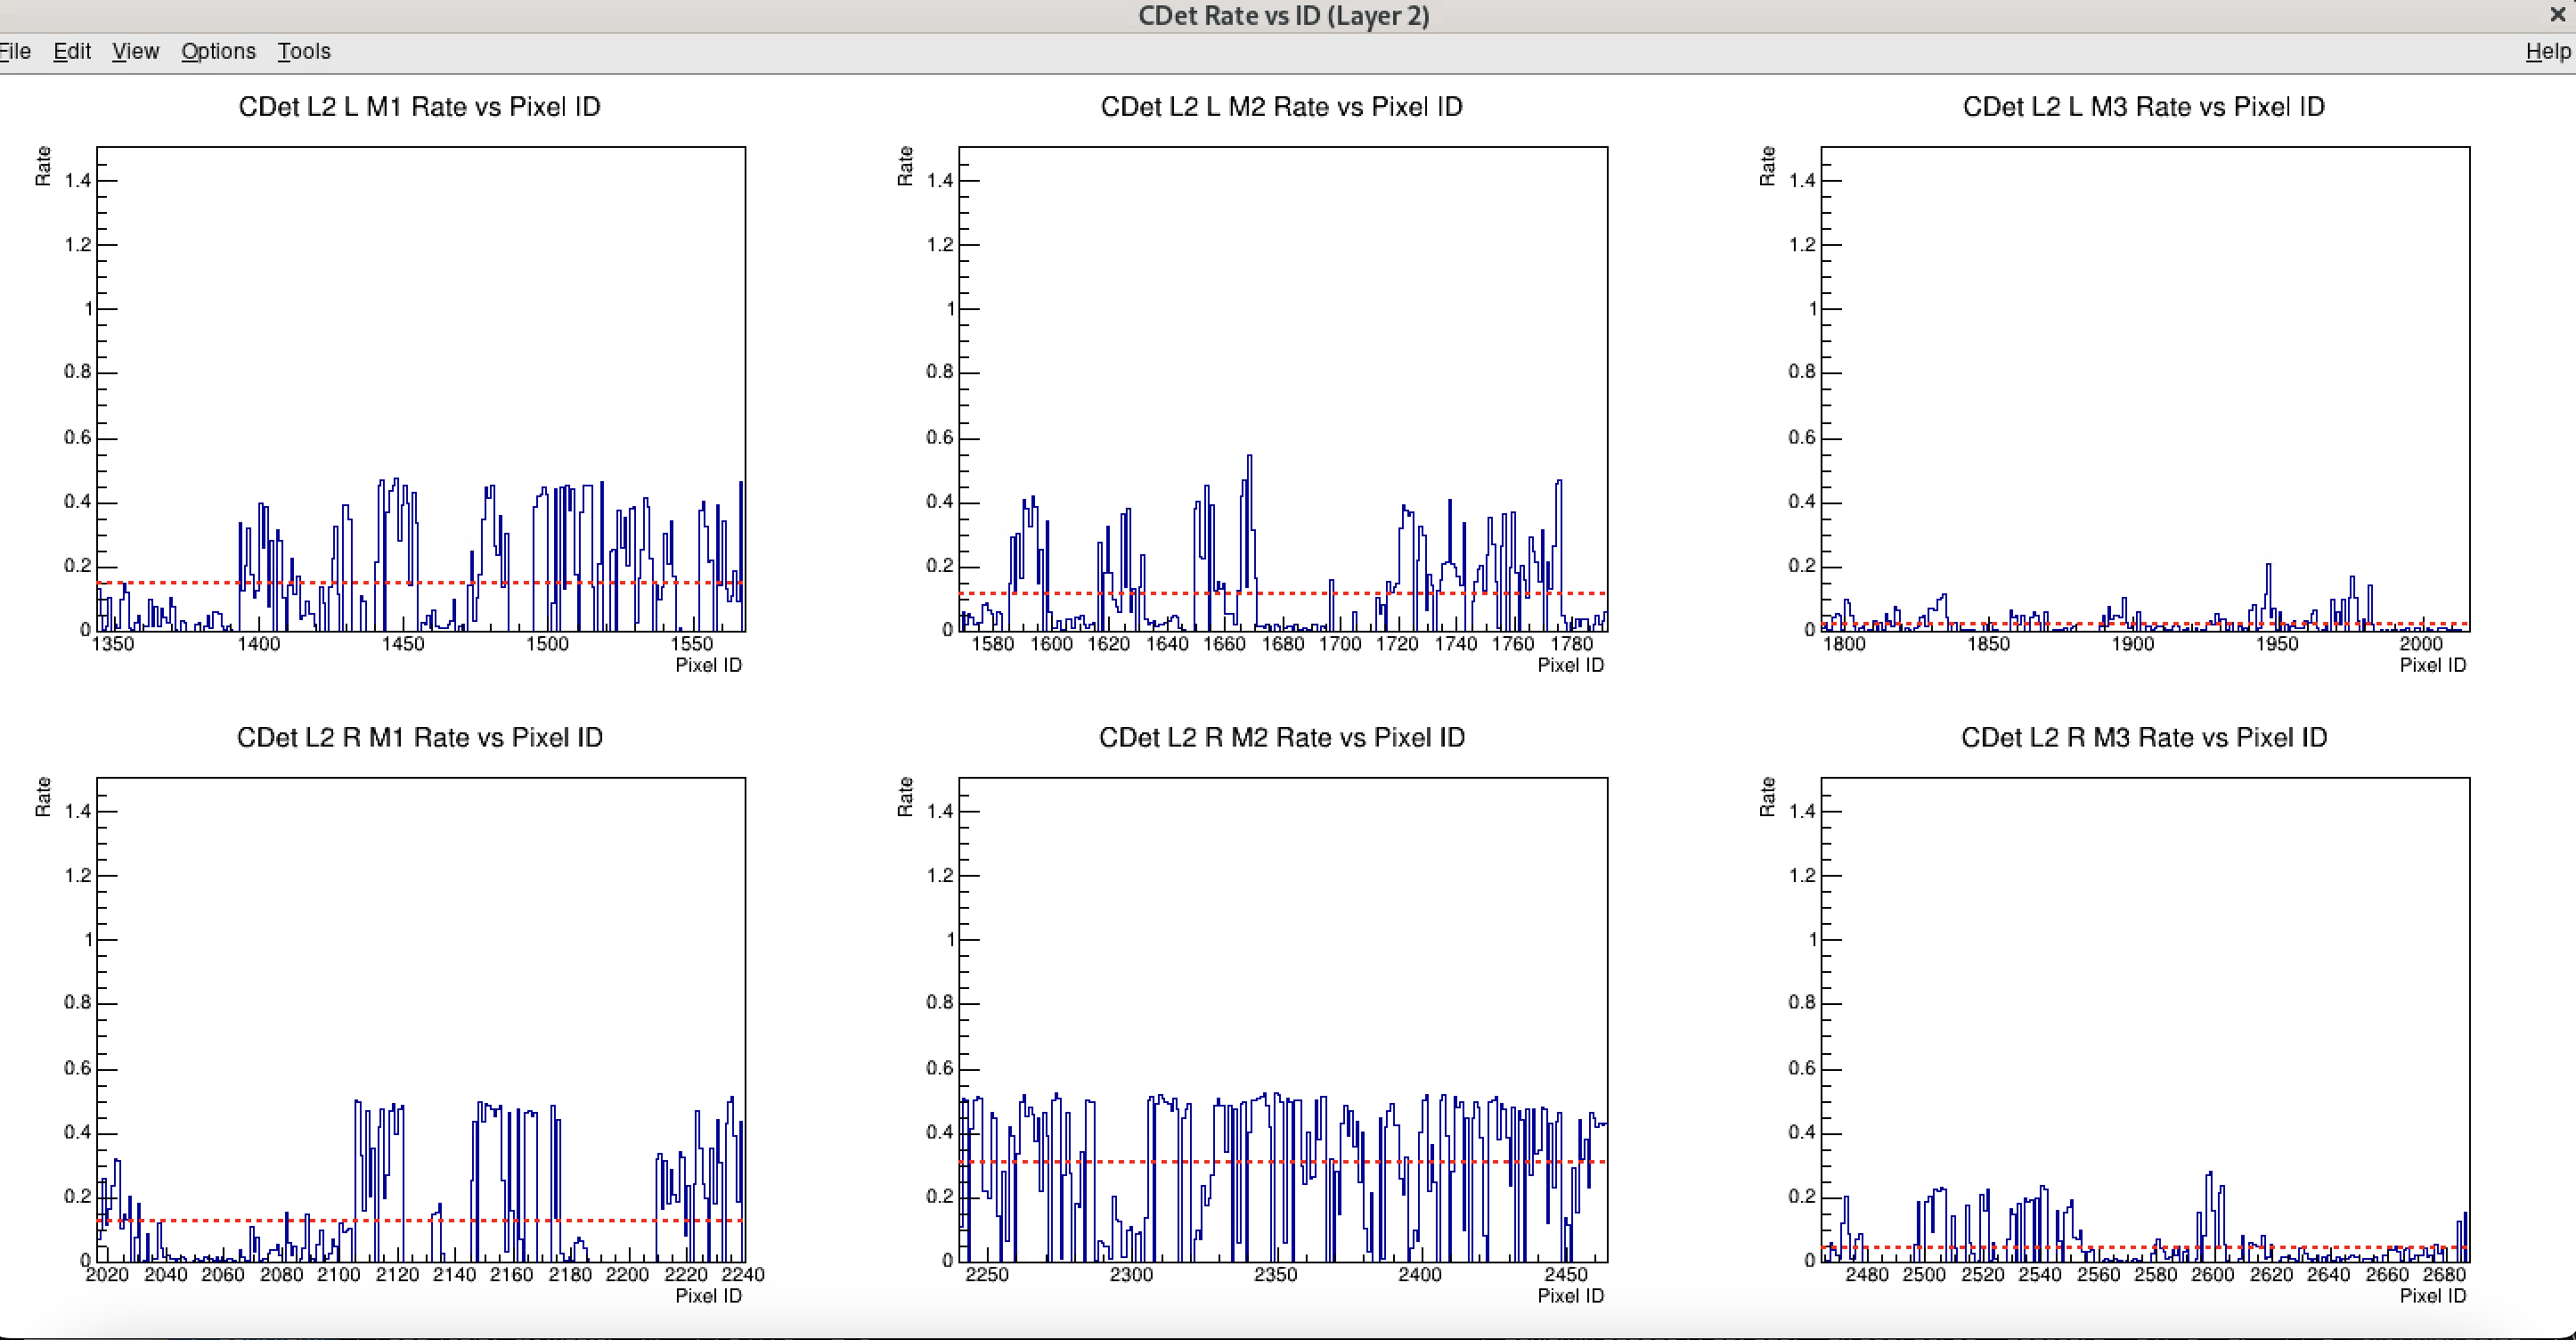 CDet Rate vs ID (Layer 2)
×
File Edit View Options Tools Help
CDet L2 L M1 Rate vs Pixel ID
Rate
1.4
1.2
1
0.8
0.6
0.4
0.2
0
1350 1400 1450 1500 1550
Pixel ID
CDet L2 L M2 Rate vs Pixel ID
Rate
1.4
1.2
1
0.8
0.6
0.4
0.2
0
1580 1600 1620 1640 1660 1680 1700 1720 1740 1760 1780
Pixel ID
CDet L2 L M3 Rate vs Pixel ID
Rate
1.4
1.2
1
0.8
0.6
0.4
0.2
0
1800 1850 1900 1950 2000
Pixel ID
CDet L2 R M1 Rate vs Pixel ID
Rate
1.4
1.2
1
0.8
0.6
0.4
0.2
0
2020 2040 2060 2080 2100 2120 2140 2160 2180 2200 2220 2240
Pixel ID
CDet L2 R M2 Rate vs Pixel ID
Rate
1.4
1.2
1
0.8
0.6
0.4
0.2
0
2250 2300 2350 2400 2450
Pixel ID
CDet L2 R M3 Rate vs Pixel ID
Rate
1.4
1.2
1
0.8
0.6
0.4
0.2
0
2480 2500 2520 2540 2560 2580 2600 2620 2640 2660 2680
Pixel ID